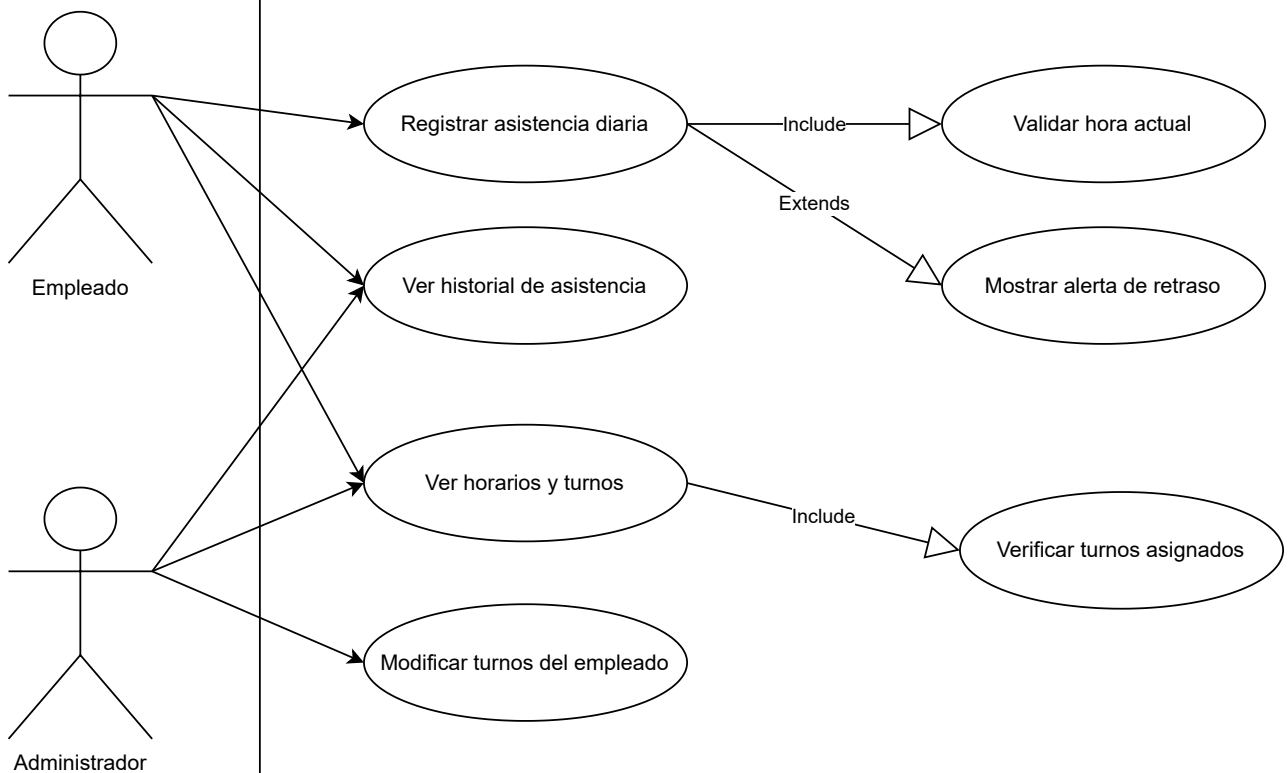 Registrar asistencia diaria
Include
Validar hora actual
Extends
Empleado
Ver historial de asistencia
Mostrar alerta de retraso
Ver horarios y turnos
Include
Verificar turnos asignados
Modificar turnos del empleado
Administrador